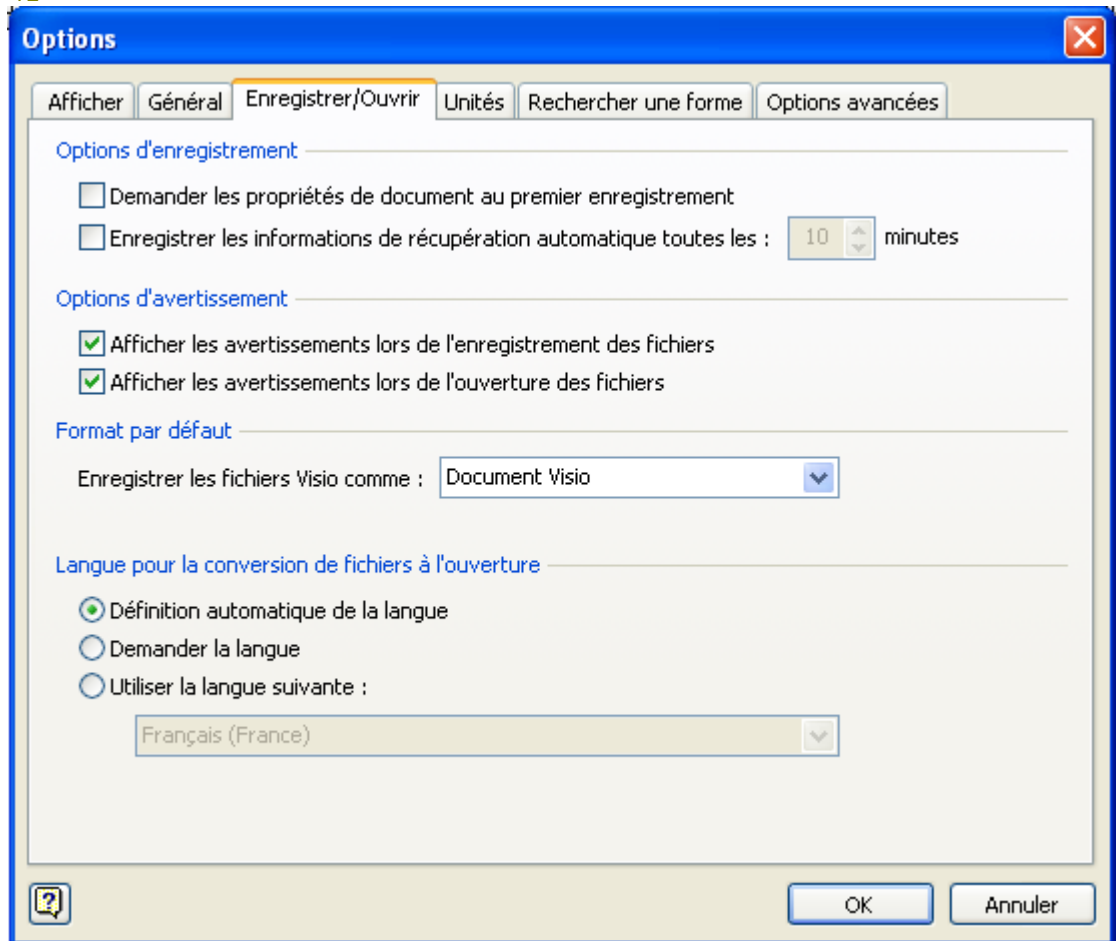 Options
Afficher Général Enregistrer/Ouvrir Unités Rechercher une forme Options avancées
Options d'enregistrement
Demander les propriétés de document au premier enregistrement
Enregistrer les informations de récupération automatique toutes les : 10 minutes
Options d'avertissement
Afficher les avertissements lors de l'enregistrement des fichiers
Afficher les avertissements lors de l'ouverture des fichiers
Format par défaut
Enregistrer les fichiers Visio comme : Document Visio
Langue pour la conversion de fichiers à l'ouverture
Définition automatique de la langue
Demander la langue
Utiliser la langue suivante :
Français (France)
OK Annuler